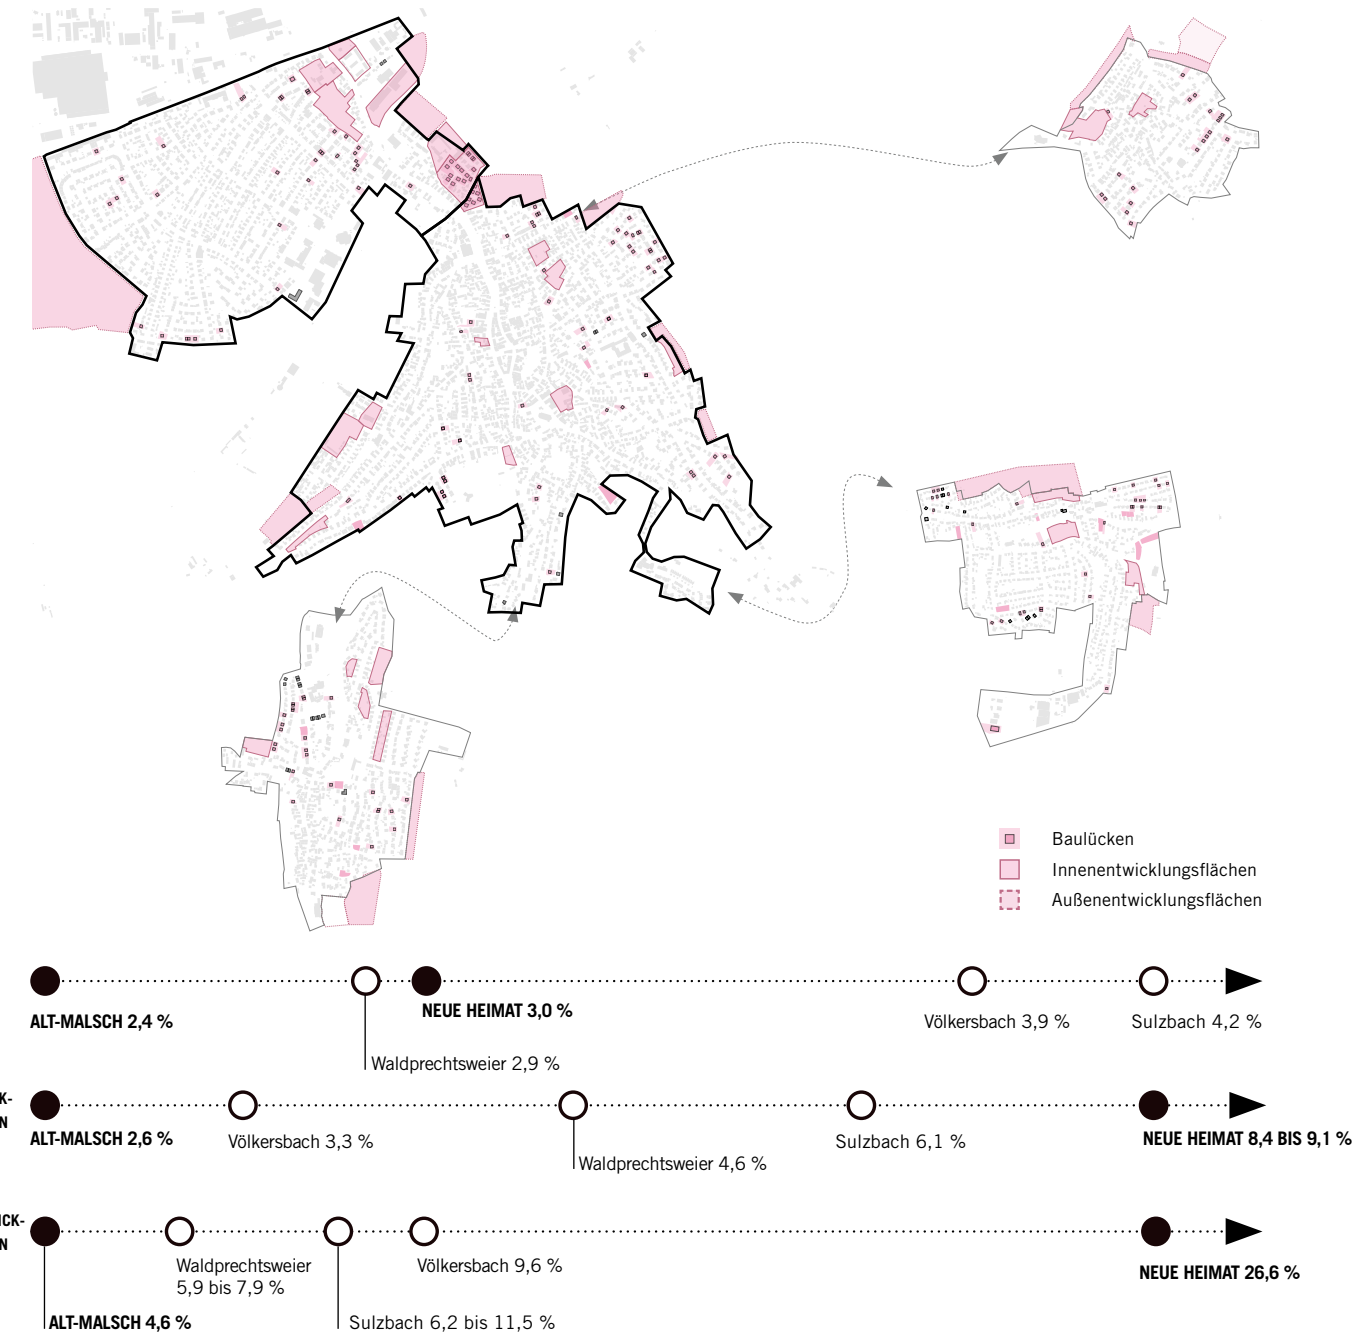 Baulücken
Innenentwicklungsflächen
Außenentwicklungsflächen
ALT-MALSCH 2,4 %
Waldprechtsweier 2,9 %
NEUE HEIMAT 3,0 %
Völkersbach 3,9 %
Sulzbach 4,2 %
K-
N
ALT-MALSCH 2,6 %
Völkersbach 3,3 %
Waldprechtsweier 4,6 %
Sulzbach 6,1 %
NEUE HEIMAT 8,4 BIS 9,1 %
ICK-
N
ALT-MALSCH 4,6 %
Waldprechtsweier
5,9 bis 7,9 %
Sulzbach 6,2 bis 11,5 %
Völkersbach 9,6 %
NEUE HEIMAT 26,6 %